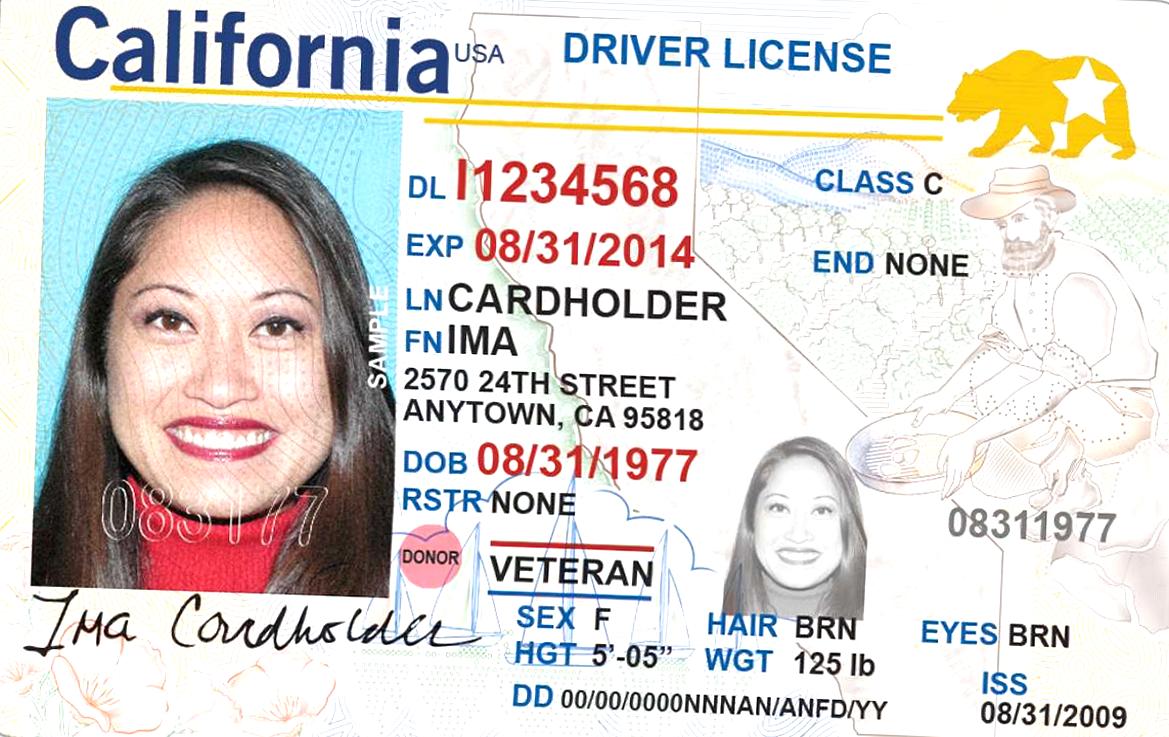 California USA DRIVER LICENSE
DL I1234568
CLASS C
EXP 08/31/2014
END NONE
LN CARDHOLDER
FN IMA
SAMPLE
2570 24TH STREET
ANYTOWN, CA 95818
DOB 08/31/1977
RSTR NONE
083177
08311977
DONOR
VETERAN
Ima Cardholder
SEX F
HAIR BRN
EYES BRN
HGT 5'-05"
WGT 125 lb
ISS
DD 00/00/0000NNNAN/ANFD/YY
08/31/2009